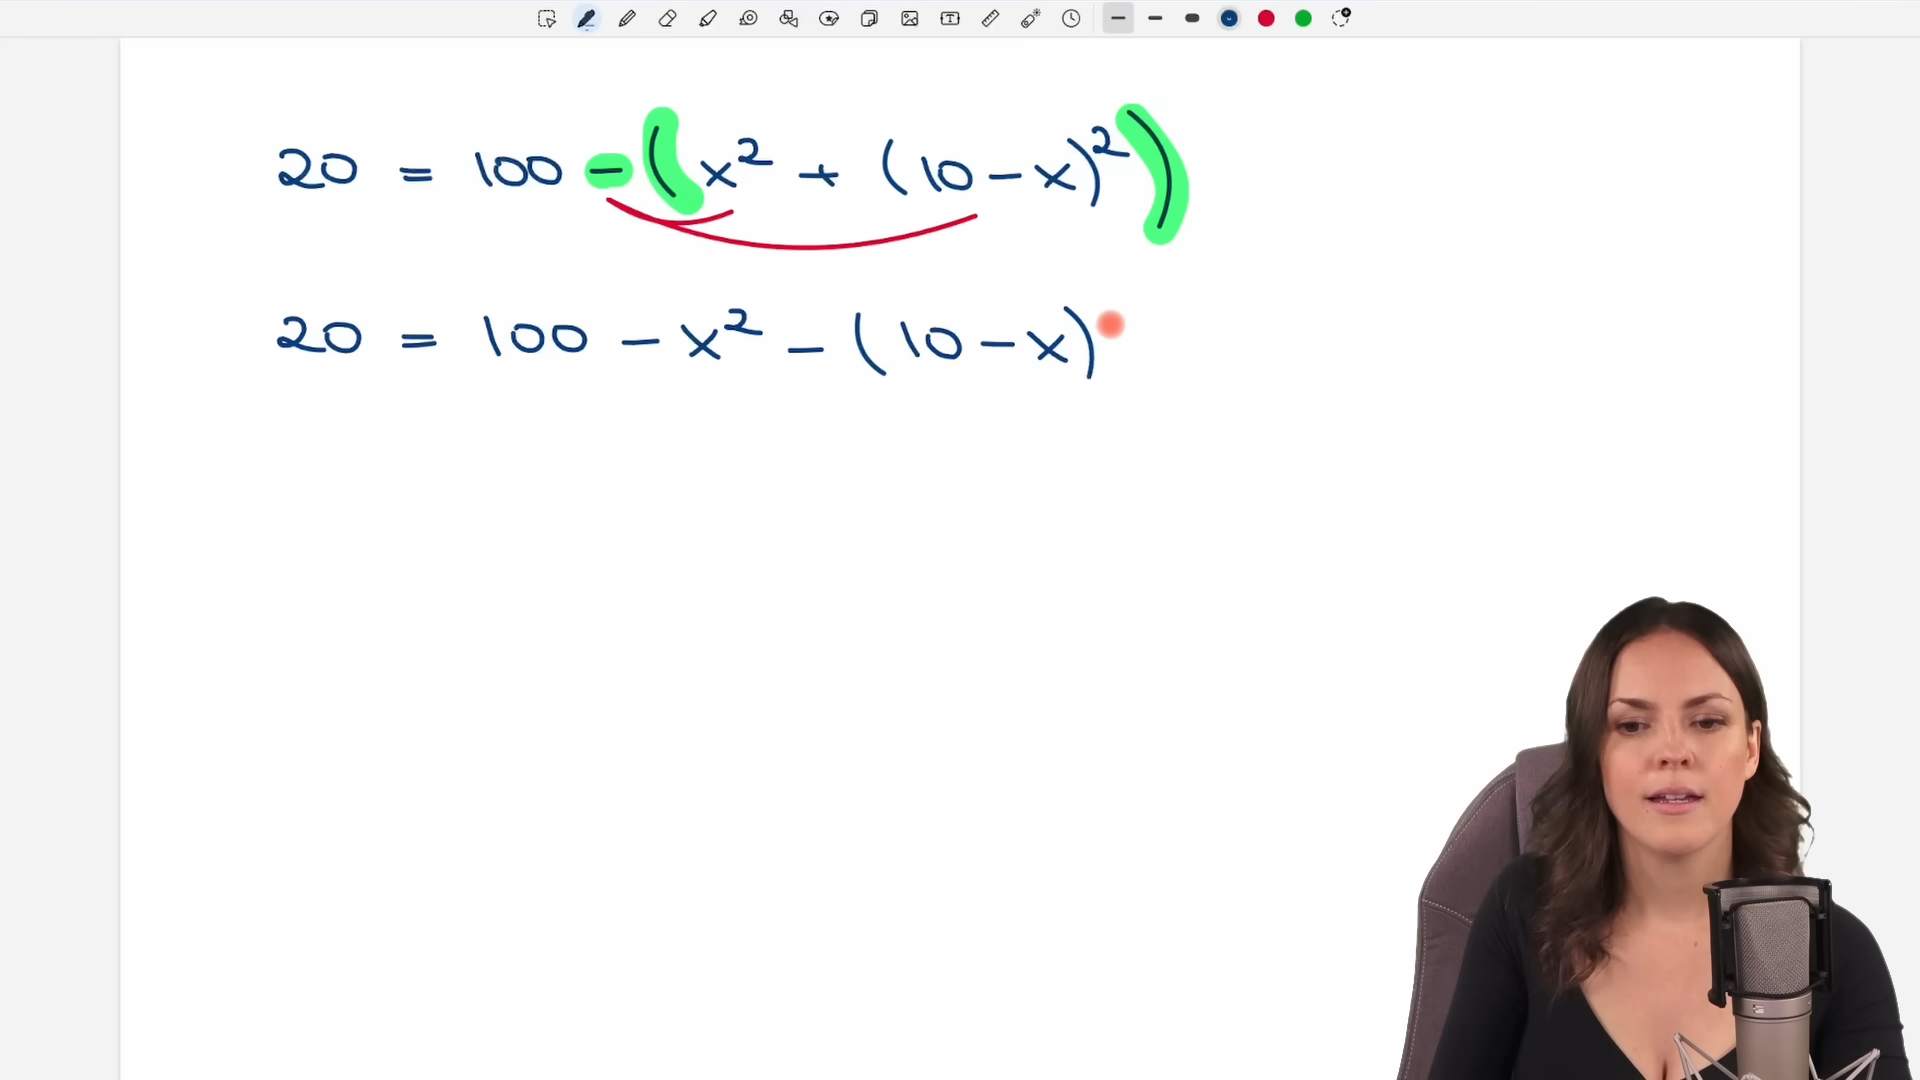 20 = 100 - (x² + (10 - x)²)
20 = 100 - x² - (10 - x)